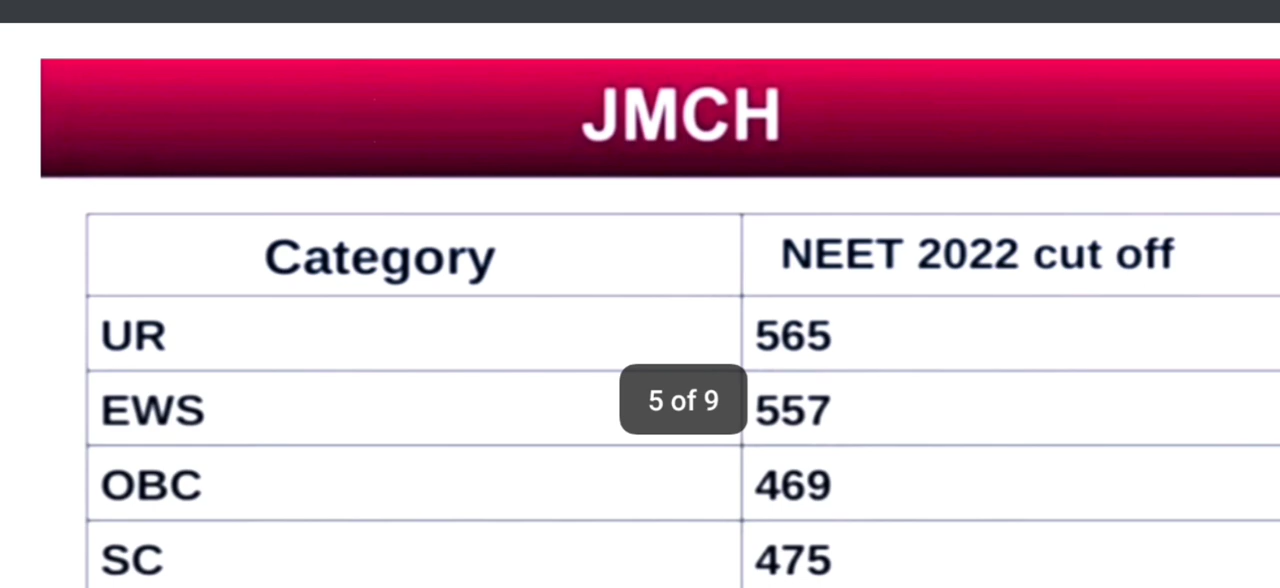 JMCH
Category NEET 2022 cut off
UR 565
5 of 9
EWS 557
OBC 469
SC 475